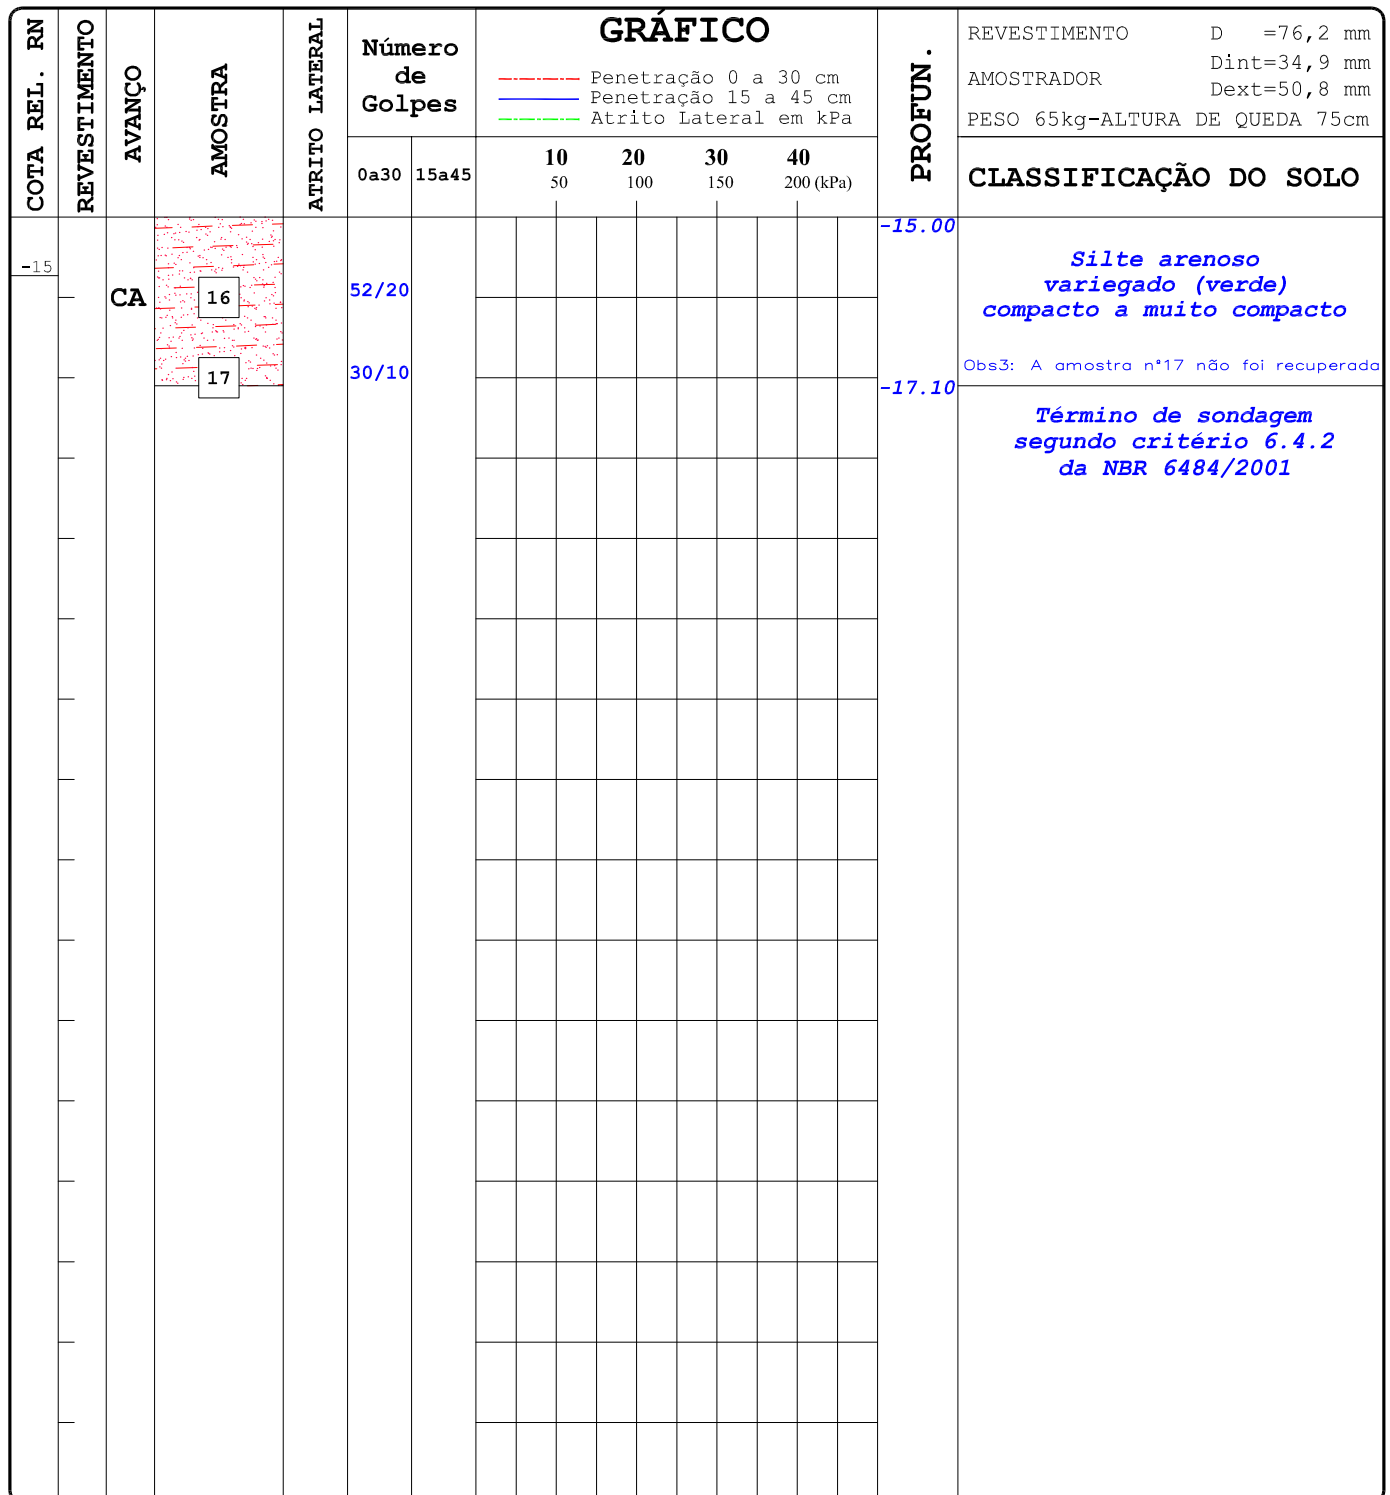 COTA REL. RN
REVESTIMENTO
AVANÇO
AMOSTRA
ATRITO LATERAL
Número
de
Golpes
0a30 15a45
GRÁFICO
Penetração 0 a 30 cm
Penetração 15 a 45 cm
Atrito Lateral em kPa
10 20 30 40
50 100 150 200 (kPa)
PROFUN.
REVESTIMENTO D =76,2 mm
Dint=34,9 mm
AMOSTRADOR
Dext=50,8 mm
PESO 65kg-ALTURA DE QUEDA 75cm
CLASSIFICAÇÃO DO SOLO
-15.00
Silte arenoso
-15
variegado (verde)
CA 16 52/20
compacto a muito compacto
Obs3: A amostra n°17 não foi recuperada
17 30/10
-17.10
Término de sondagem
segundo critério 6.4.2
da NBR 6484/2001